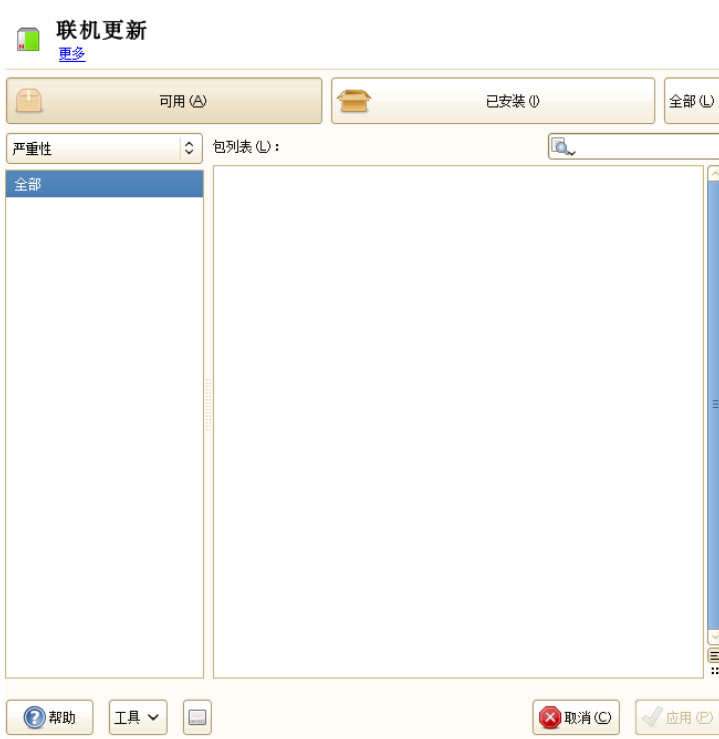 联机更新
更多
可用(A)
已安装(I)
全部(L)
严重性
包列表(L):
全部
帮助
工具
取消(C)
应用(P)